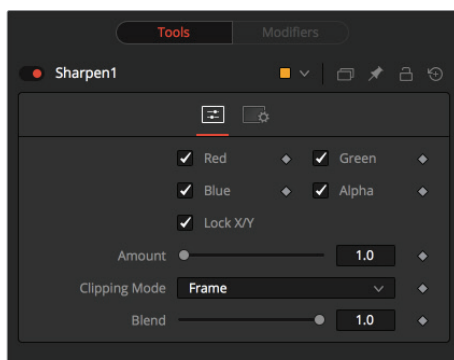 Tools Modifiers
Sharpen1
Red Green
Blue Alpha
Lock X/Y
Amount 1.0
Clipping Mode Frame
Blend 1.0